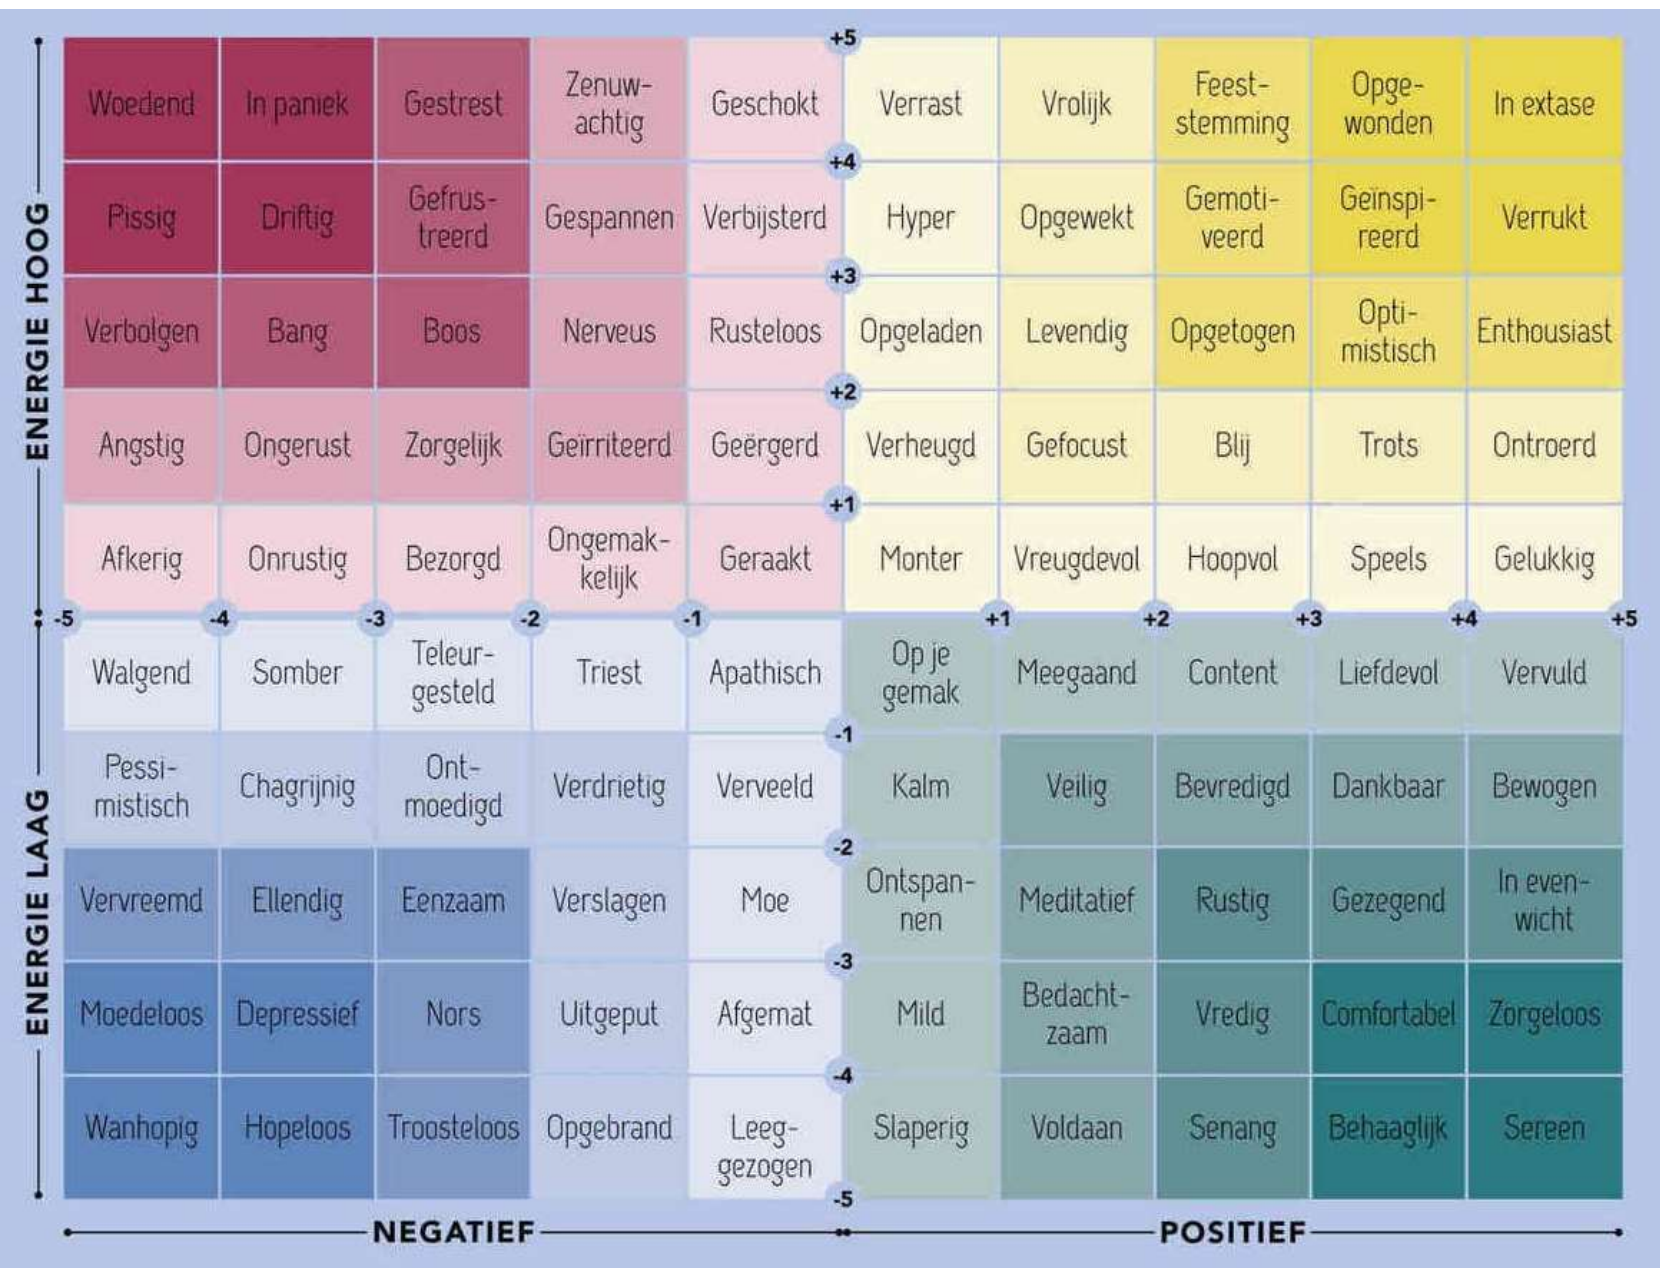 +5
Woedend In paniek Gestrest Zenuw-achtig Geschokt Verrast Vrolijk Feest-stemming Opge-wonden In extase
+4
Pissig Driftig Gefrus-treerd Gespannen Verbijsterd Hyper Opgewekt Gemoti-veerd Geïnspi-reerd Verrukt
+3
Verbolgen Bang Boos Nerveus Rusteloos Opgeladen Levendig Opgetogen Opti-mistisch Enthousiast
+2
Angstig Ongerust Zorgelijk Geïrriteerd Geërgerd Verheugd Gefocust Blij Trots Ontroerd
+1
Afkerig Onrustig Bezorgd Ongemak-kelijk Geraakt Monter Vreugdevol Hoopvol Speels Gelukkig
-5 -4 -3 -2 -1 +1 +2 +3 +4 +5
Walgend Somber Teleur-gesteld Triest Apathisch Op je gemak Meegaand Content Liefdevol Vervuld
-1
Pessi-mistisch Chagrijnig Ont-moedigd Verdrietig Verveeld Kalm Veilig Bevredigd Dankbaar Bewogen
-2
Vervreemd Ellendig Eenzaam Verslagen Moe Ontspan-nen Meditatief Rustig Gezegend In even-wicht
-3
Moedeloos Depressief Nors Uitgeput Afgemat Mild Bedacht-zaam Vredig Comfortabel Zorgeloos
-4
Wanhopig Hopeloos Troosteloos Opgebrand Leeg-gezogen Slaperig Voldaan Senang Behaaglijk Sereen
-5
ENERGIE HOOG
ENERGIE LAAG
NEGATIEF POSITIEF